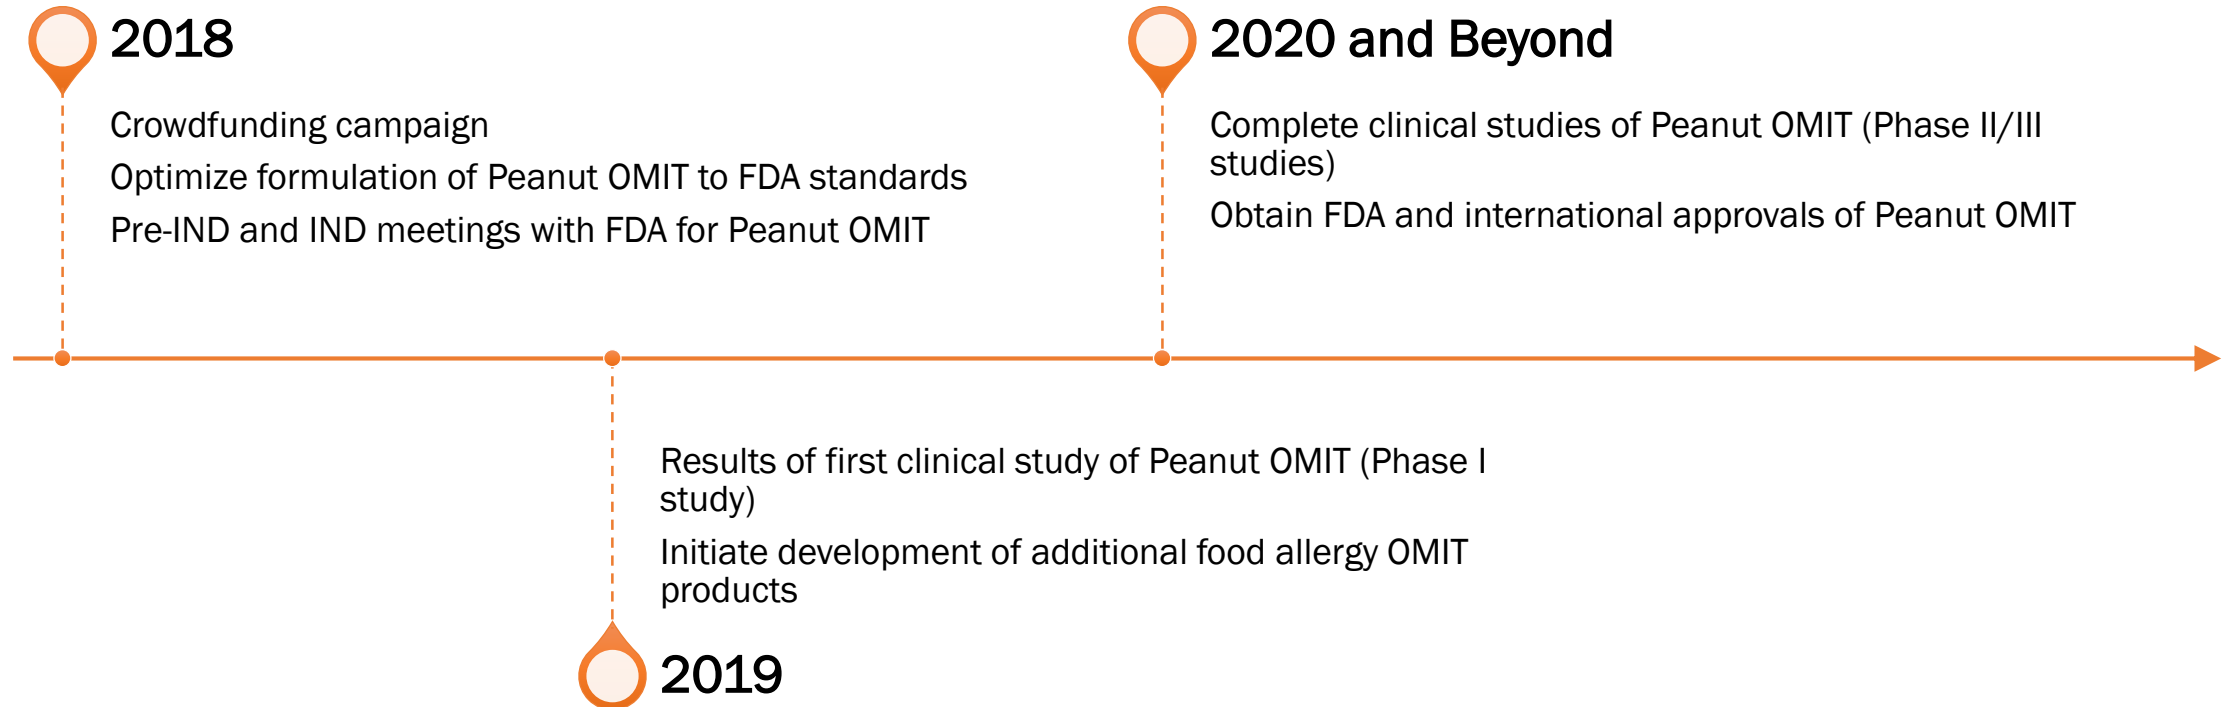 2018
Crowdfunding campaign
Optimize formulation of Peanut OMIT to FDA standards
Pre-IND and IND meetings with FDA for Peanut OMIT
2020 and Beyond
Complete clinical studies of Peanut OMIT (Phase II/III
studies)
Obtain FDA and international approvals of Peanut OMIT
Results of first clinical study of Peanut OMIT (Phase I
study)
Initiate development of additional food allergy OMIT
products
2019